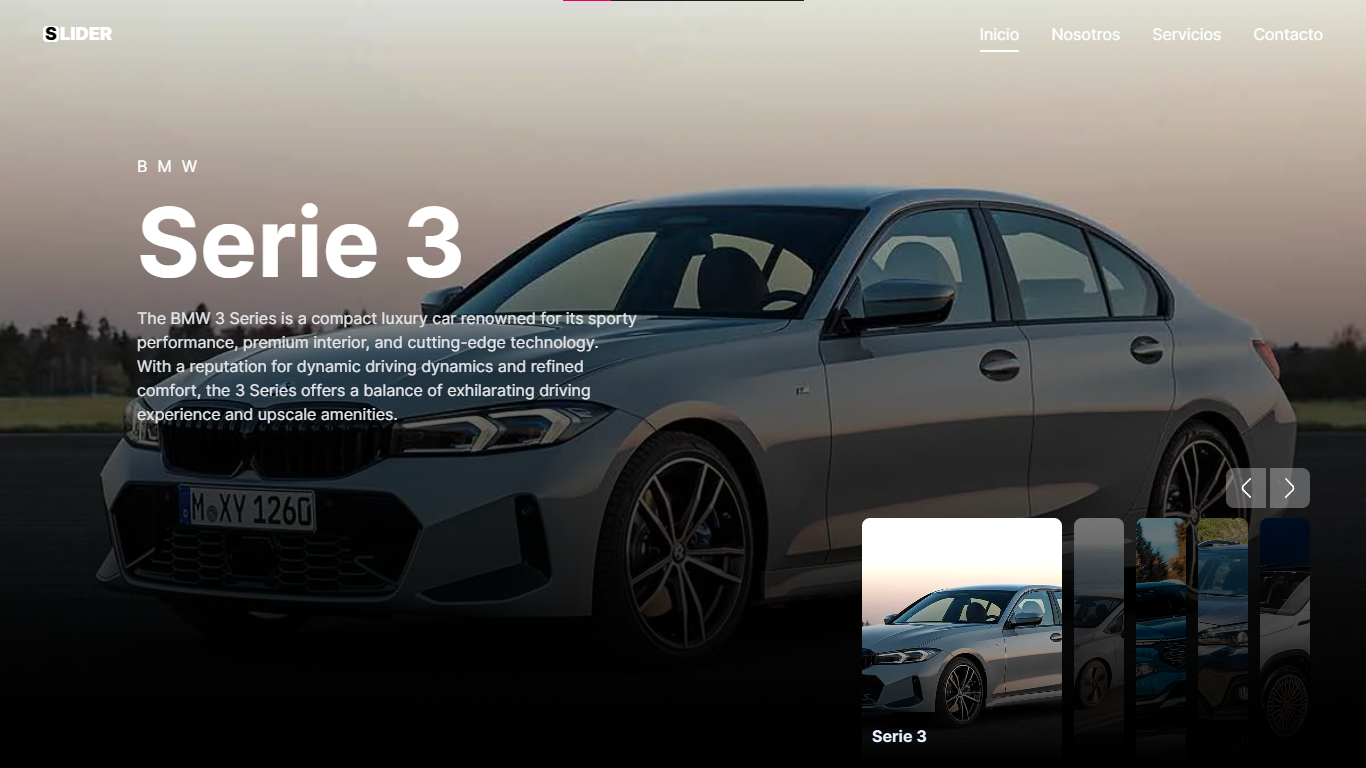 SLIDER
Inicio
Nosotros
Servicios
Contacto
BMW
Serie 3
The BMW 3 Series is a compact luxury car renowned for its sporty
performance, premium interior, and cutting-edge technology.
With a reputation for dynamic driving dynamics and refined
comfort, the 3 Series offers a balance of exhilarating driving
experience and upscale amenities.
M XY 1260
Serie 3